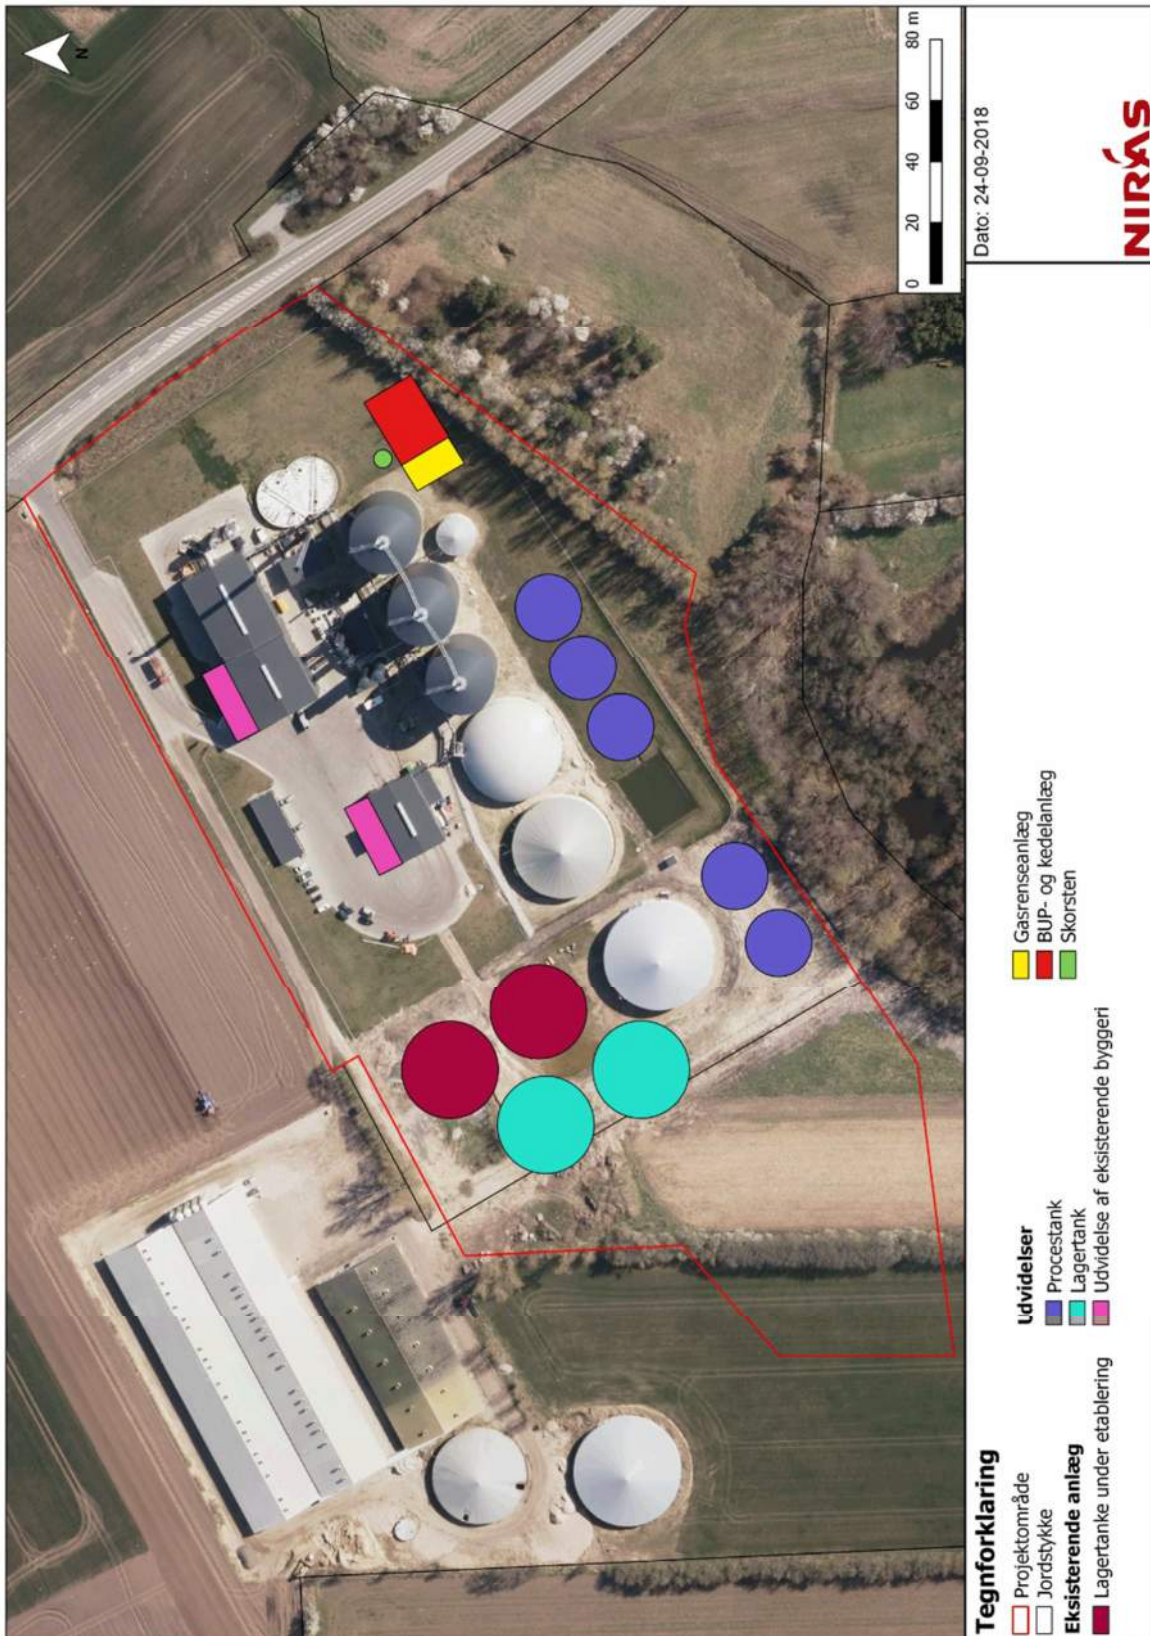 N
0 20 40 60 80 m
Dato: 24-09-2018
NIRÁS
Tegnforklaring
Projektområde
Jordstykke
Eksisterende anlæg
Lagertanke under etablering
Udvidelser
Procestank
Lagertank
Udvidelse af eksisterende byggeri
Gasrenseanlæg
BUP- og kedelanlæg
Skorsten